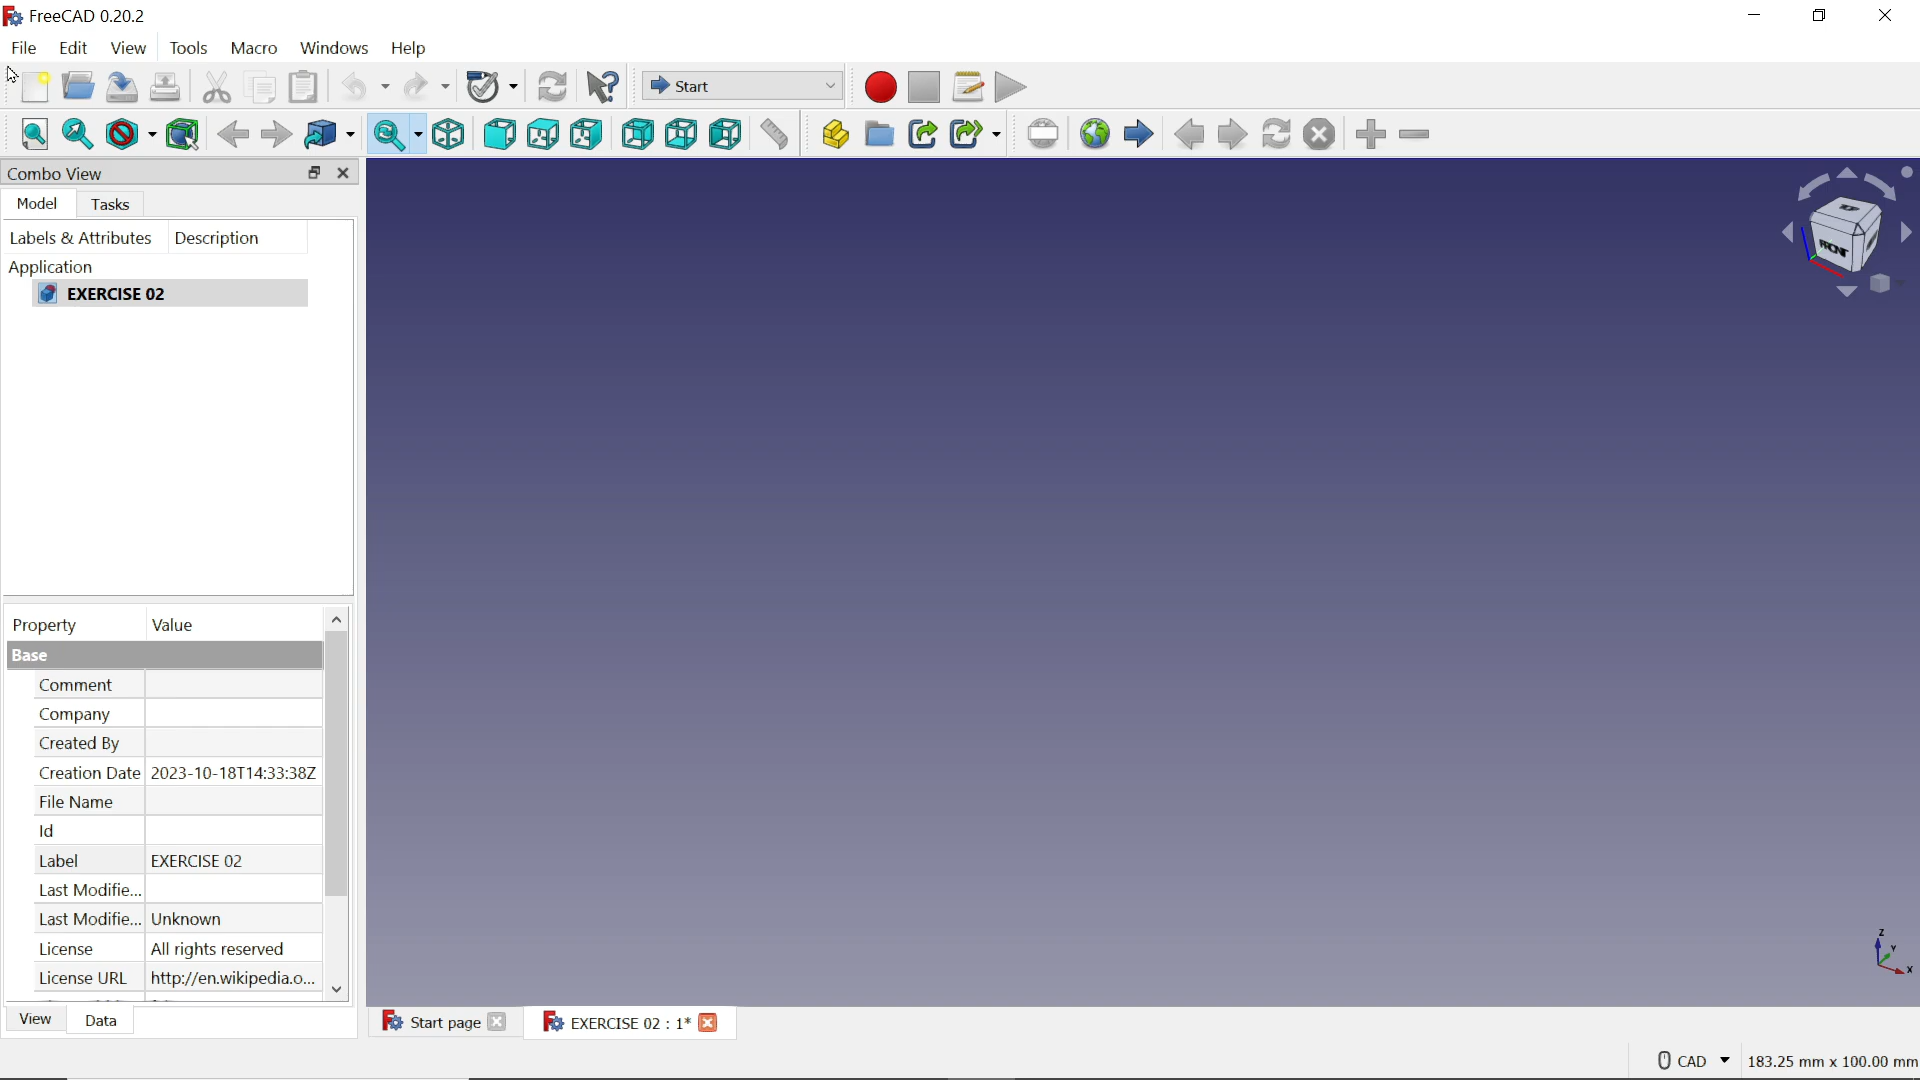 FreeCAD 0.20.2
File Edit View Tools Macro Windows Help
Start
Combo View
Model Tasks
Labels & Attributes Description
Application
EXERCISE 02
FRONT
Property Value
Base
Comment
Company
Created By
Creation Date 2023-10-18T14:33:38Z
File Name
Id
Label EXERCISE 02
Last Modifie...
Last Modifie... Unknown
License All rights reserved
License URL http://en.wikipedia.o...
Z
Y
X
View Data
Start page EXERCISE 02 : 1*
CAD 183.25 mm x 100.00 mm